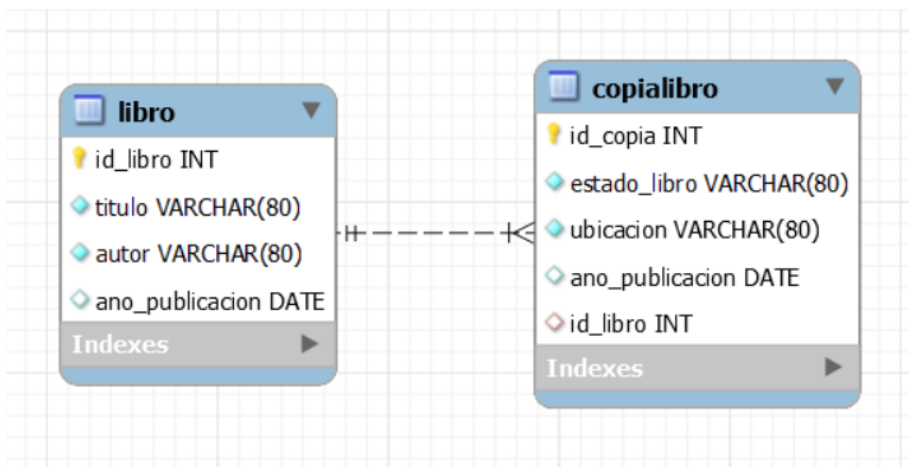 libro
id_libro INT
titulo VARCHAR(80)
autor VARCHAR(80)
ano_publicacion DATE
Indexes
copialibro
id_copia INT
estado_libro VARCHAR(80)
ubicacion VARCHAR(80)
ano_publicacion DATE
id_libro INT
Indexes